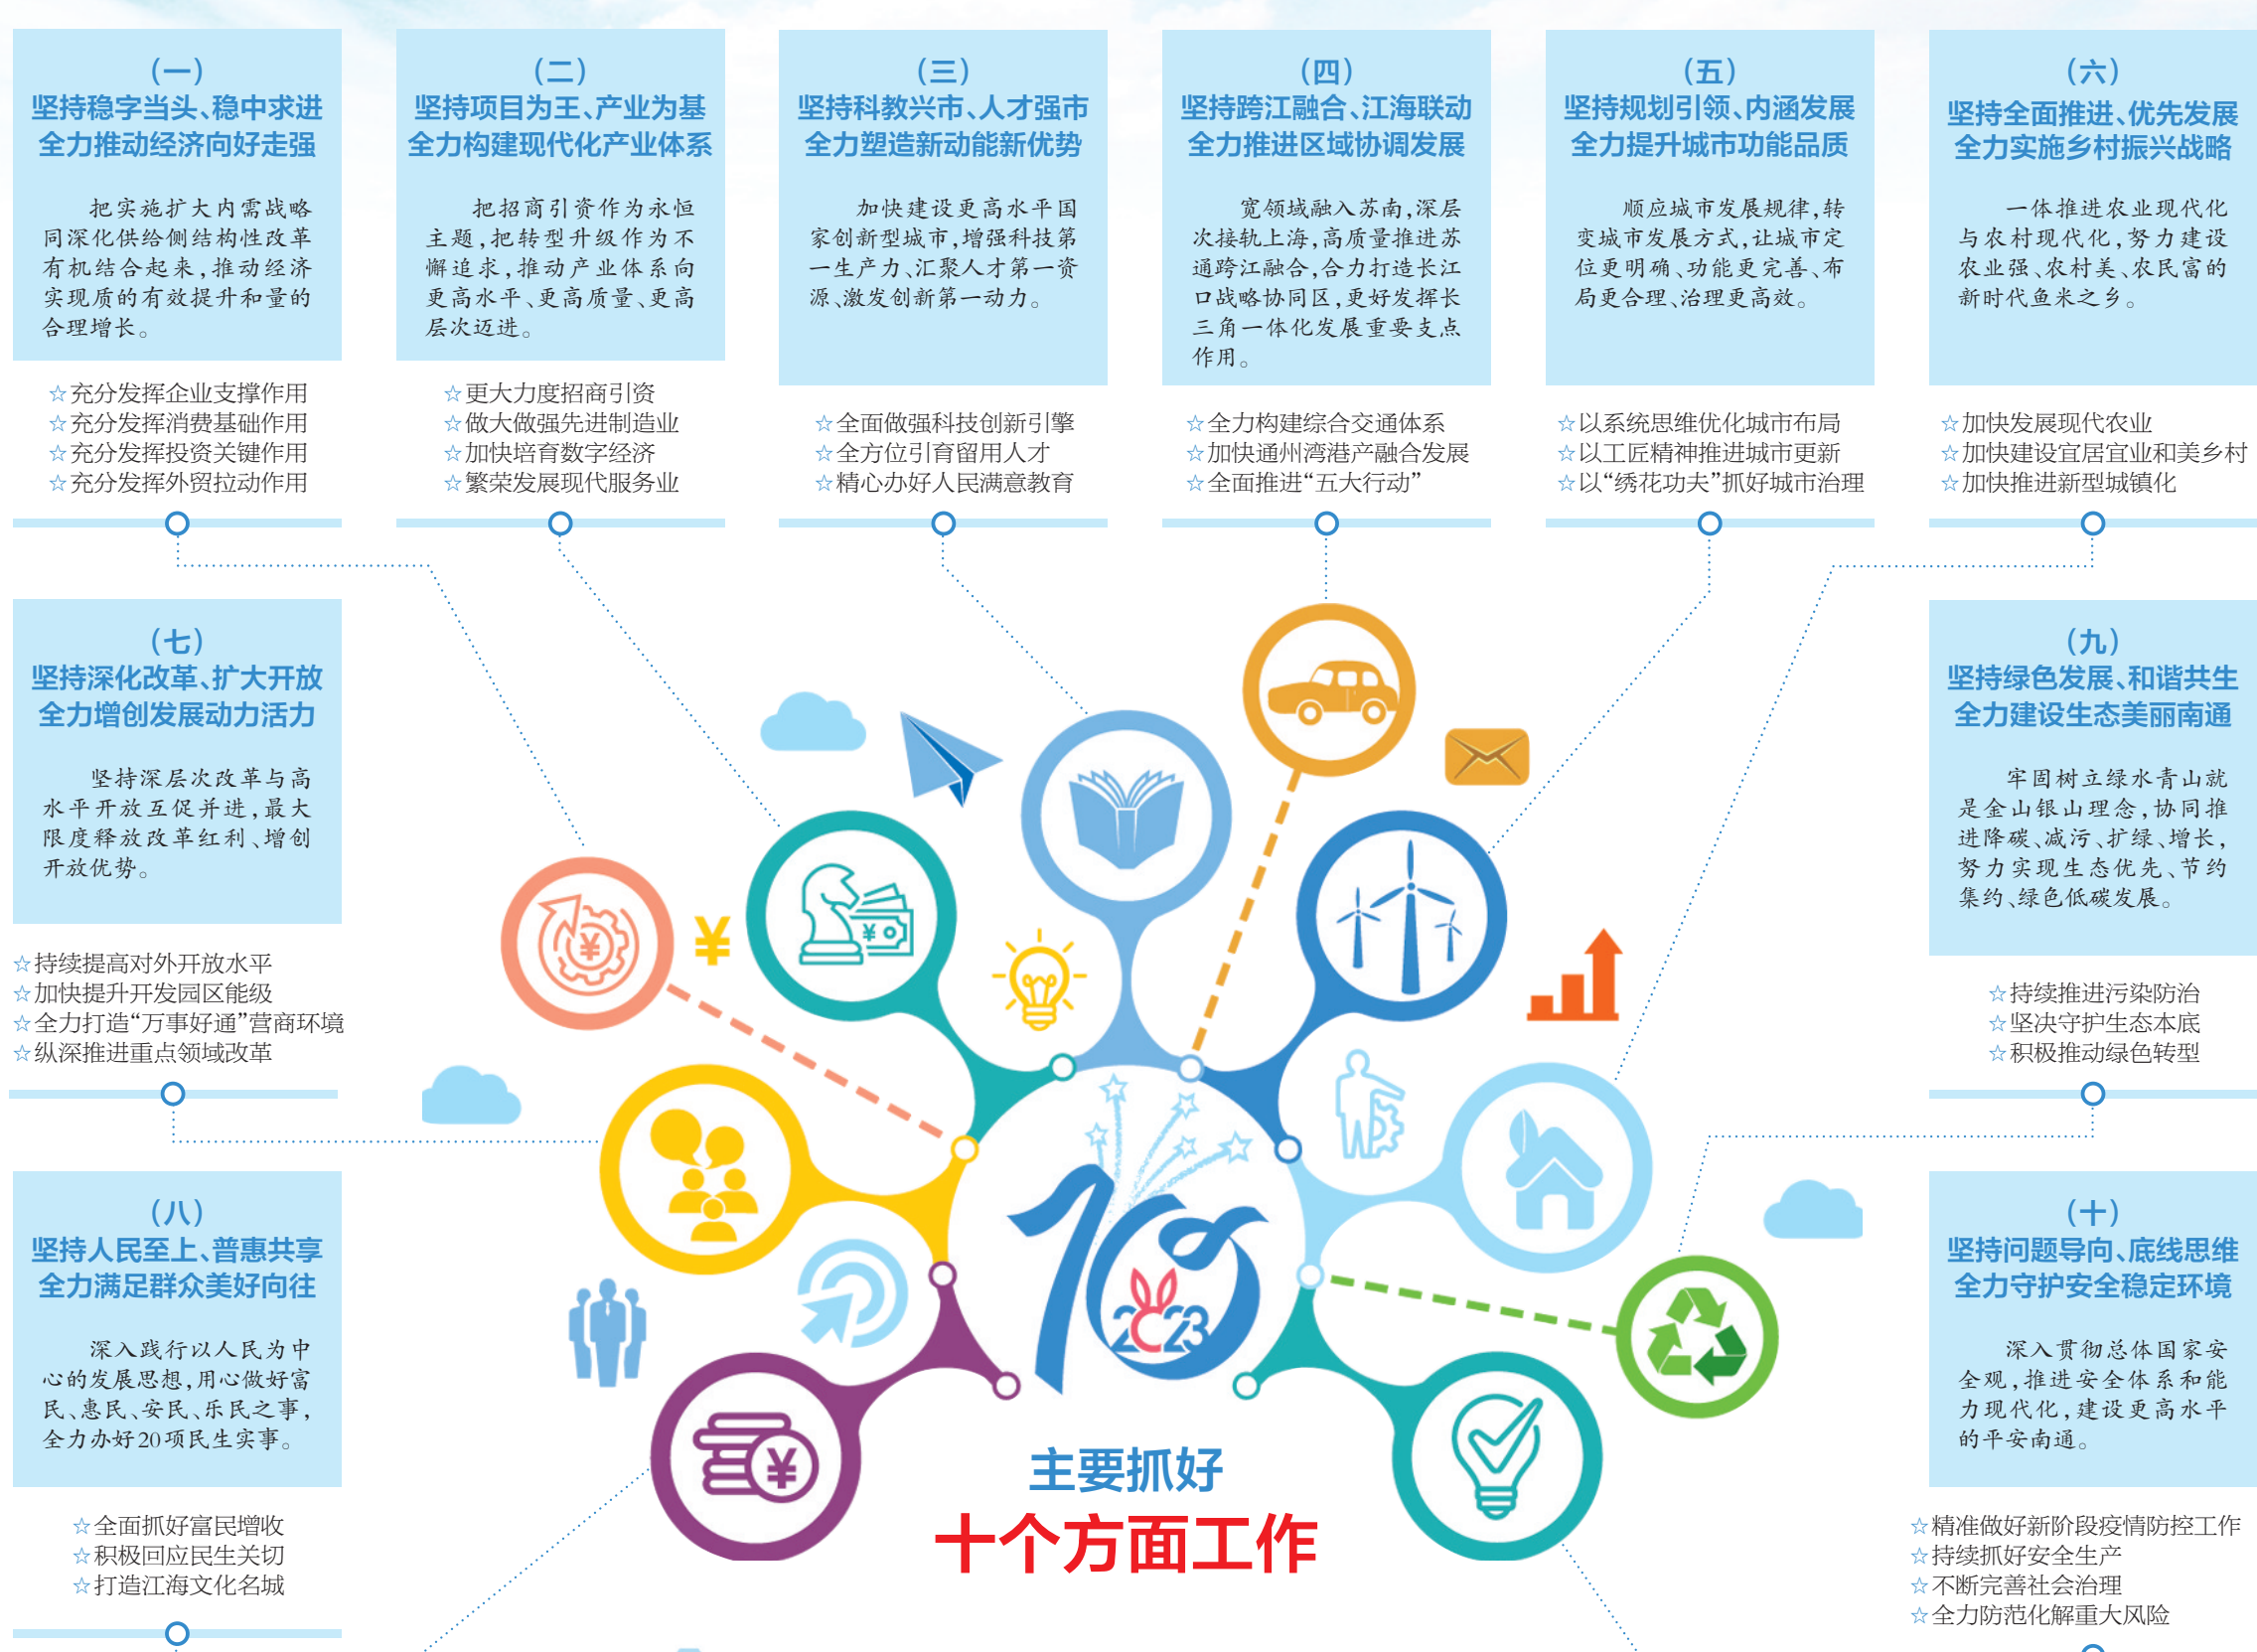 （一）
坚持稳字当头、稳中求进
全力推动经济向好走强
把实施扩大内需战略
同深化供给侧结构性改革
有机结合起来，推动经济
实现质的有效提升和量的
合理增长。
☆充分发挥企业支撑作用
☆充分发挥消费基础作用
☆充分发挥投资关键作用
☆充分发挥外贸拉动作用
（二）
坚持项目为王、产业为基
全力构建现代化产业体系
把招商引资作为永恒
主题，把转型升级作为不
懈追求，推动产业体系向
更高水平、更高质量、更高
层次迈进。
☆更大力度招商引资
☆做大做强先进制造业
☆加快培育数字经济
☆繁荣发展现代服务业
（三）
坚持科教兴市、人才强市
全力塑造新动能新优势
加快建设更高水平国
家创新型城市，增强科技第
一生产力、汇聚人才第一资
源、激发创新第一动力。
☆全面做强科技创新引擎
☆全方位引育留用人才
☆精心办好人民满意教育
（四）
坚持跨江融合、江海联动
全力推进区域协调发展
宽领域融入苏南，深层
次接轨上海，高质量推进苏
通跨江融合，合力打造长江
口战略协同区，更好发挥长
三角一体化发展重要支点
作用。
☆全力构建综合交通体系
☆加快通州湾港产融合发展
☆全面推进“五大行动”
（五）
坚持规划引领、内涵发展
全力提升城市功能品质
顺应城市发展规律，转
变城市发展方式，让城市定
位更明确、功能更完善、布
局更合理、治理更高效。
☆以系统思维优化城市布局
☆以工匠精神推进城市更新
☆以“绣花功夫”抓好城市治理
（六）
坚持全面推进、优先发展
全力实施乡村振兴战略
一体推进农业现代化
与农村现代化，努力建设
农业强、农村美、农民富的
新时代鱼米之乡。
☆加快发展现代农业
☆加快建设宜居宜业和美乡村
☆加快推进新型城镇化
（七）
坚持深化改革、扩大开放
全力增创发展动力活力
坚持深层次改革与高
水平开放互促并进，最大
限度释放改革红利、增创
开放优势。
☆持续提高对外开放水平
☆加快提升开发园区能级
☆全力打造“万事好通”营商环境
☆纵深推进重点领域改革
（八）
坚持人民至上、普惠共享
全力满足群众美好向往
深入践行以人民为中
心的发展思想，用心做好富
民、惠民、安民、乐民之事，
全力办好20项民生实事。
☆全面抓好富民增收
☆积极回应民生关切
☆打造江海文化名城
（九）
坚持绿色发展、和谐共生
全力建设生态美丽南通
牢固树立绿水青山就
是金山银山理念，协同推
进降碳、减污、扩绿、增长，
努力实现生态优先、节约
集约、绿色低碳发展。
☆持续推进污染防治
☆坚决守护生态本底
☆积极推动绿色转型
（十）
坚持问题导向、底线思维
全力守护安全稳定环境
深入贯彻总体国家安
全观，推进安全体系和能
力现代化，建设更高水平
的平安南通。
☆精准做好新阶段疫情防控工作
☆持续抓好安全生产
☆不断完善社会治理
☆全力防范化解重大风险
¥
¥
¥
¥
10
2023
主要抓好
十个方面工作